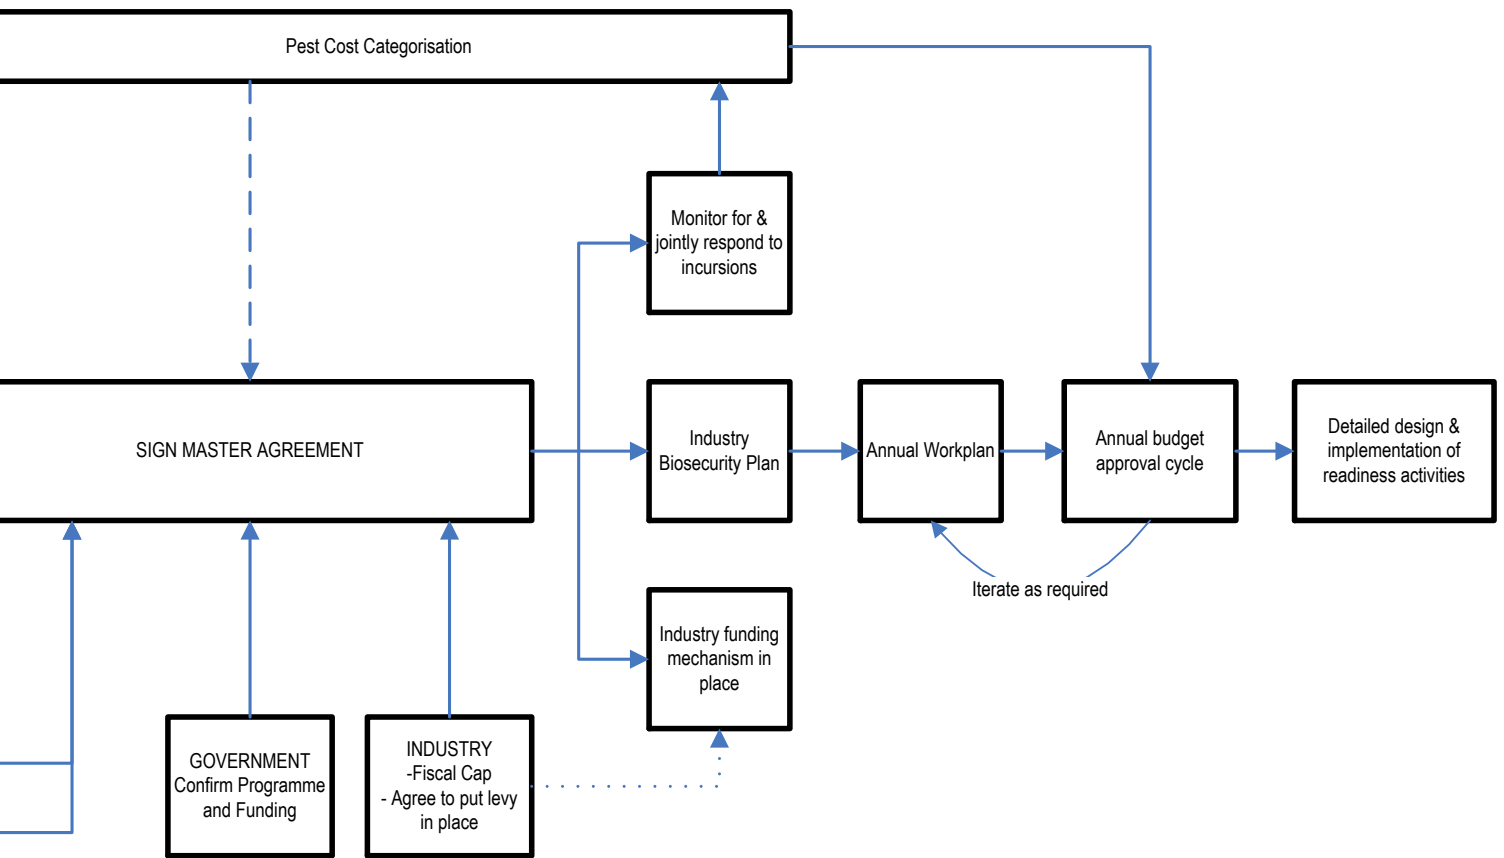 Pest Cost Categorisation
Monitor for &
jointly respond to
incursions
SIGN MASTER AGREEMENT
Industry
Biosecurity Plan
Annual Workplan
Annual budget
approval cycle
Detailed design &
implementation of
readiness activities
Iterate as required
Industry funding
mechanism in
place
GOVERNMENT
Confirm Programme
and Funding
INDUSTRY
-Fiscal Cap
- Agree to put levy
in place